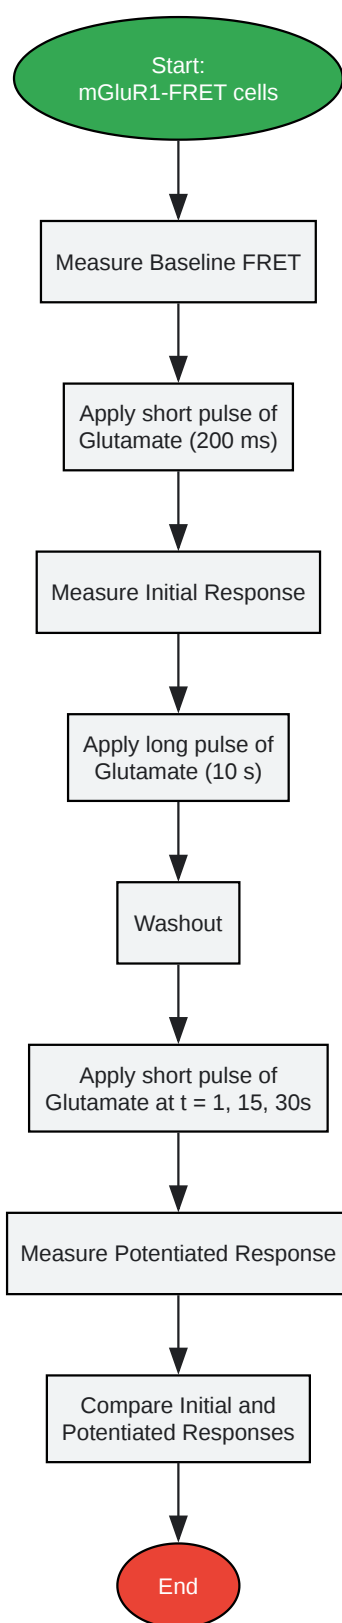 Start:
mGluR1-FRET cells
Measure Baseline FRET
Apply short pulse of
Glutamate (200 ms)
Measure Initial Response
Apply long pulse of
Glutamate (10 s)
Washout
Apply short pulse of
Glutamate at t = 1, 15, 30s
Measure Potentiated Response
Compare Initial and
Potentiated Responses
End